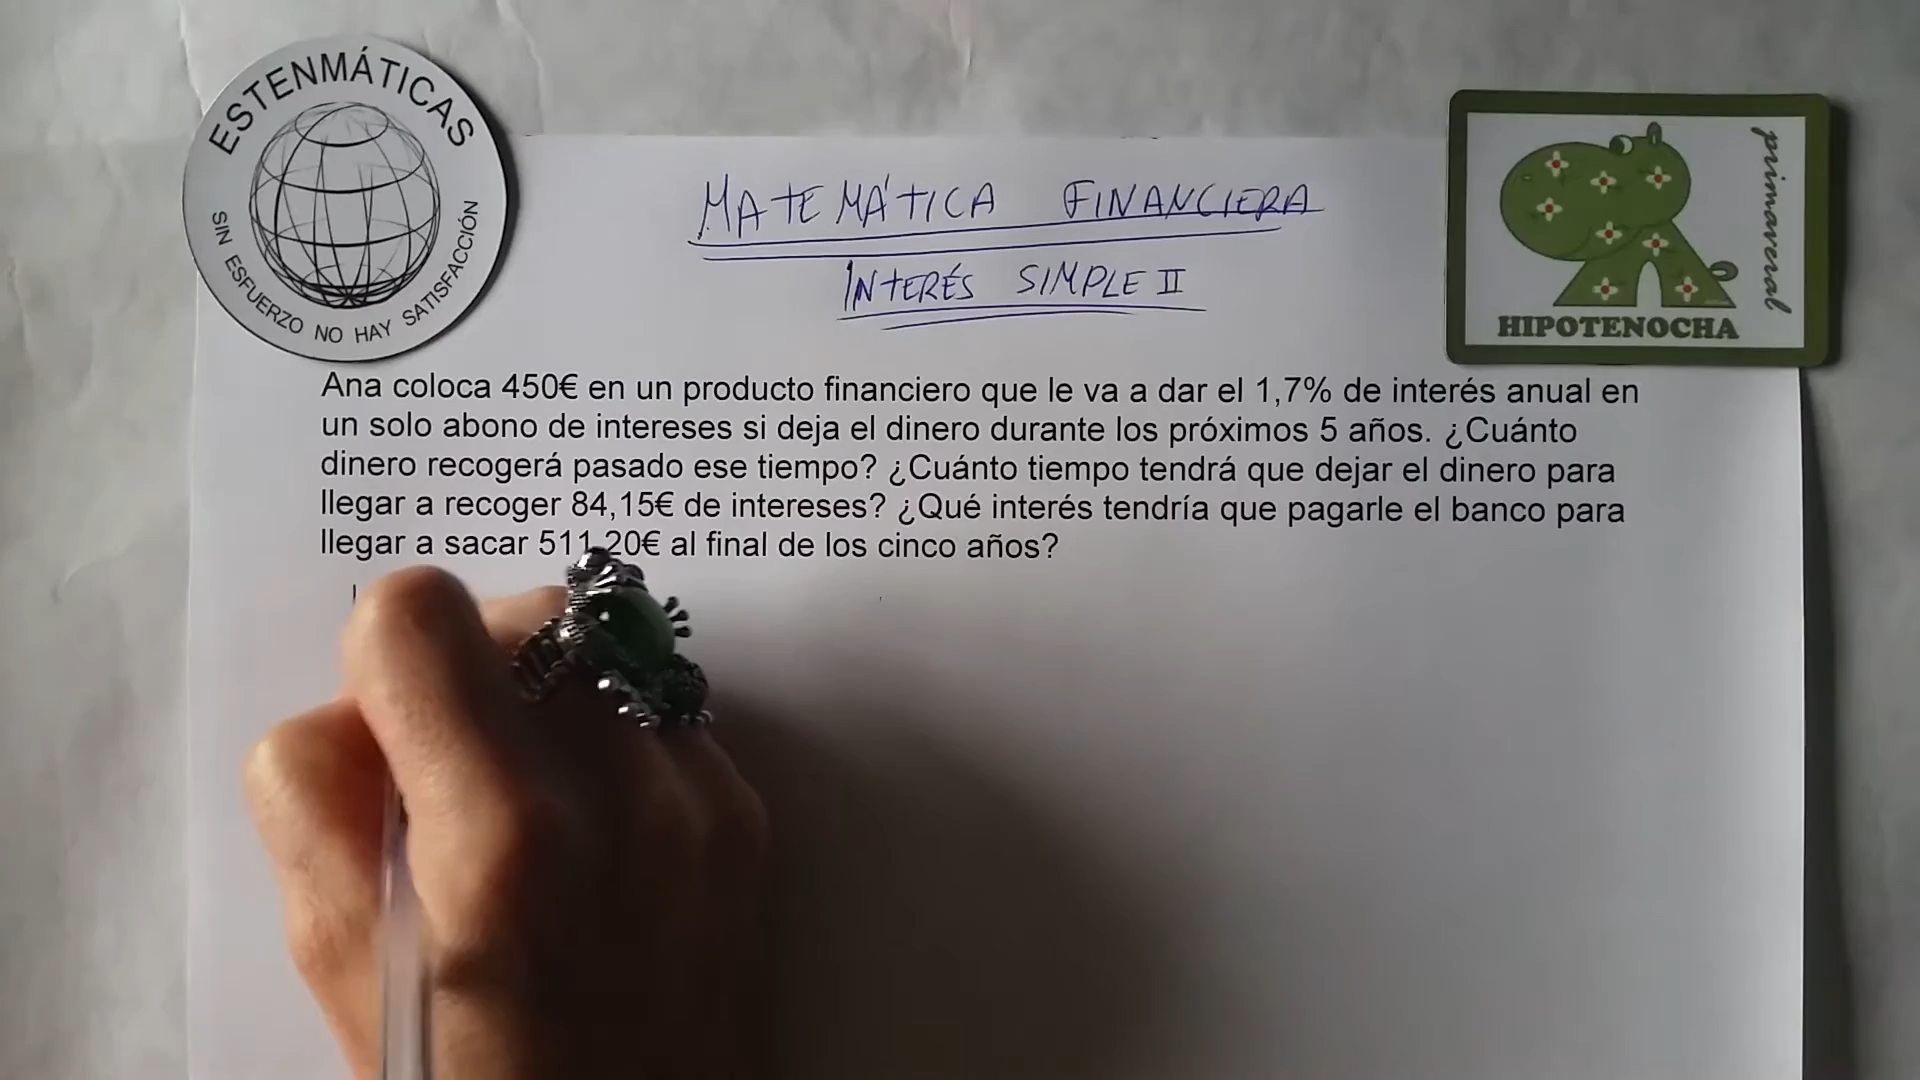 ESTENMÁTICAS
SIN ESFUERZO NO HAY SATISFACCIÓN
MATEMÁTICA FINANCIERA
INTERÉS SIMPLE II
primaveral
HIPOTENOCHA
Ana coloca 450€ en un producto financiero que le va a dar el 1,7% de interés anual en
un solo abono de intereses si deja el dinero durante los próximos 5 años. ¿Cuánto
dinero recogerá pasado ese tiempo? ¿Cuánto tiempo tendrá que dejar el dinero para
llegar a recoger 84,15€ de intereses? ¿Qué interés tendría que pagarle el banco para
llegar a sacar 511,20€ al final de los cinco años?